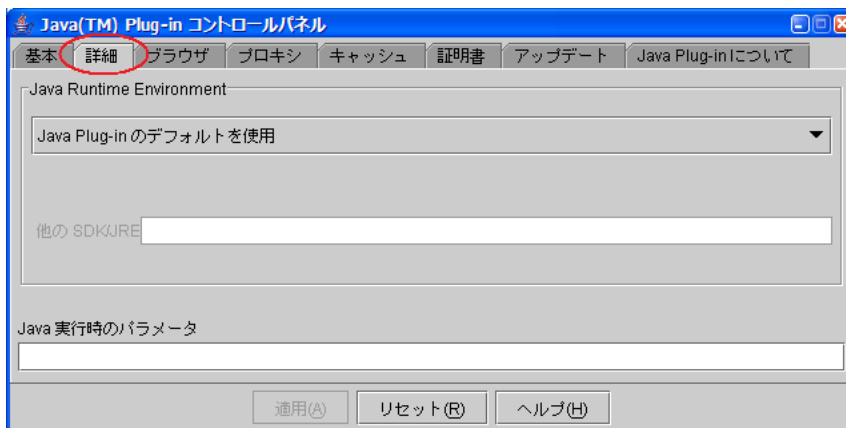 Java(TM) Plug-in コントロールパネル
基本 詳細 ブラウザ プロキシ キャッシュ 証明書 アップデート Java Plug-in について
Java Runtime Environment
Java Plug-in のデフォルトを使用
他の SDK/JRE
Java 実行時のパラメータ
適用(A) リセット(R) ヘルプ(H)